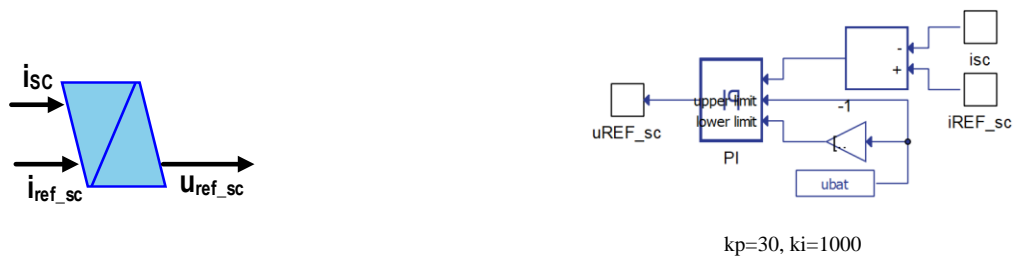 isc
iref_sc
uref_sc
isc
-
+
iREF_sc
-1
upper limit
lower limit
PI
PI
uREF_sc
ubat
kp=30, ki=1000